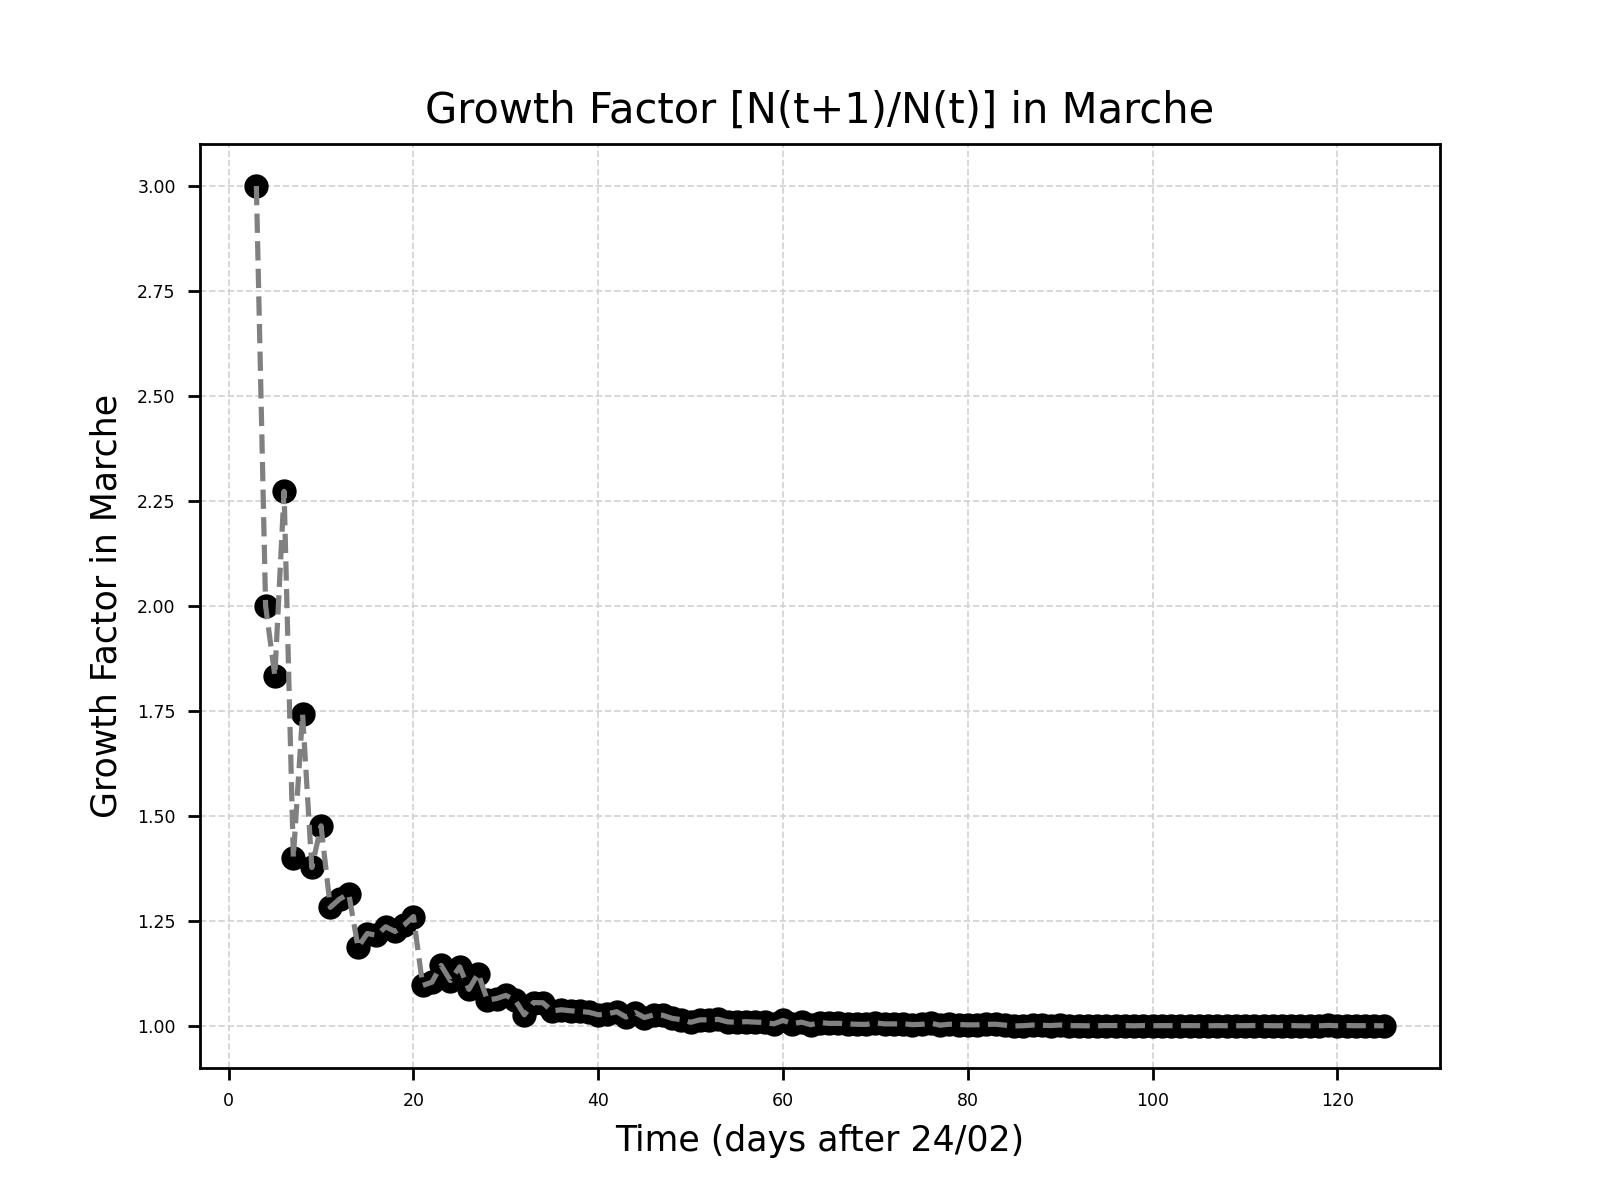 Growth Factor [N(t+1)/N(t)] in Marche
Growth Factor in Marche
3.00
2.75
2.50
2.25
2.00
1.75
1.50
1.25
1.00
0 20 40 60 80 100 120
Time (days after 24/02)